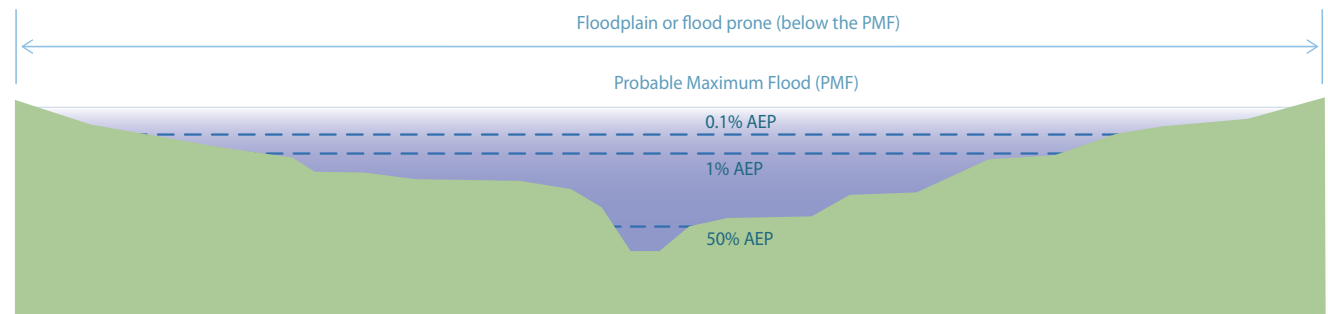 Floodplain or flood prone (below the PMF)
Probable Maximum Flood (PMF)
0.1% AEP
1% AEP
50% AEP